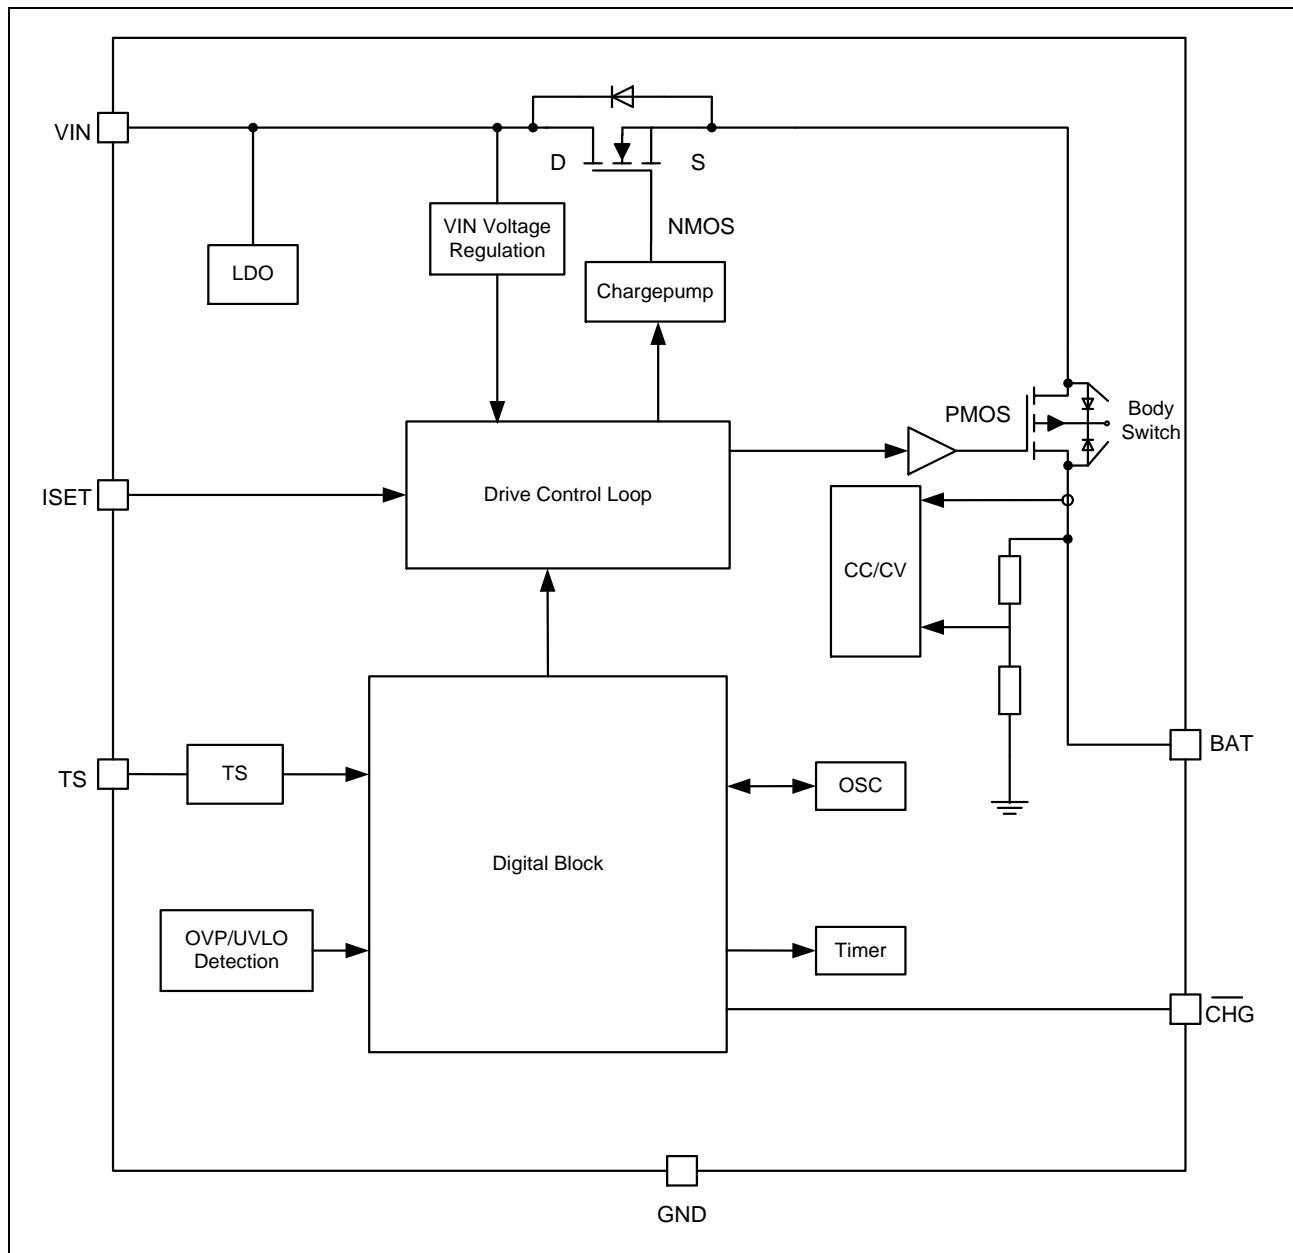 VIN
D
S
VIN Voltage
Regulation
NMOS
LDO
Chargepump
PMOS
Body
Switch
ISET
Drive Control Loop
CC/CV
TS
TS
BAT
OSC
Digital Block
OVP/UVLO
Detection
Timer
CHG
GND